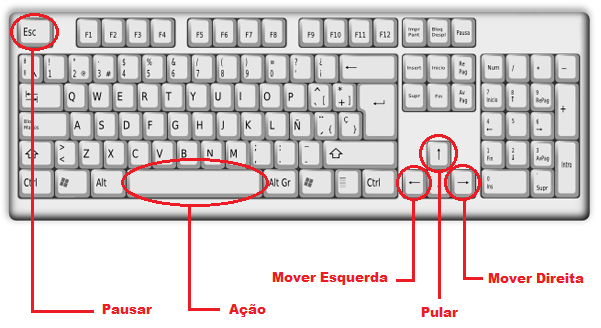 Esc F1 F2 F3 F4 F5 F6 F7 F8 F9 F10 F11 F12 Impr Pant Bloq Despl Pausa
! 1 2 @ 3 # $ 4 % 5 & 6 / 7 ( 8 ) 9 = 0 ? ¿ ← Insert Inicio Re Pag Num / * −
Q W E R T Y U I O P ^ [ * + ] Supr Fin Av Pag 7 Inicio 8 ↑ 9 RePag +
Bloq Mayus A S D F G H J K L Ñ 4 ← 5 6 →
> < Z X C V B N M ; , : . - ↑ 1 Fin 2 ↓ 3 AvPag Intro
Ctrl Alt Alt Gr Ctrl ← → 0 Ins . Supr
Mover Esquerda
Mover Direita
Pausar
Ação
Pular